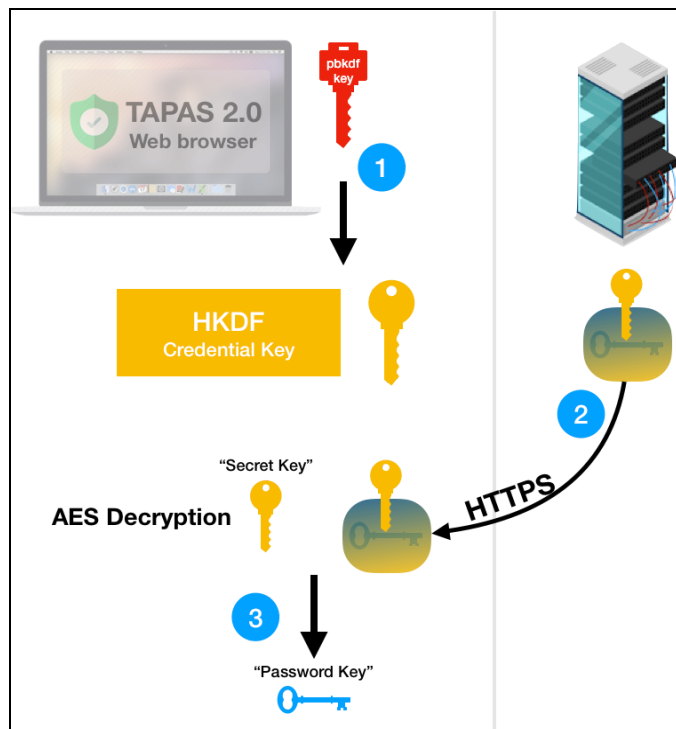 pbkdf
key
TAPAS 2.0
Web browser
1
HKDF
Credential Key
2
“Secret Key”
HTTPS
AES Decryption
3
“Password Key”